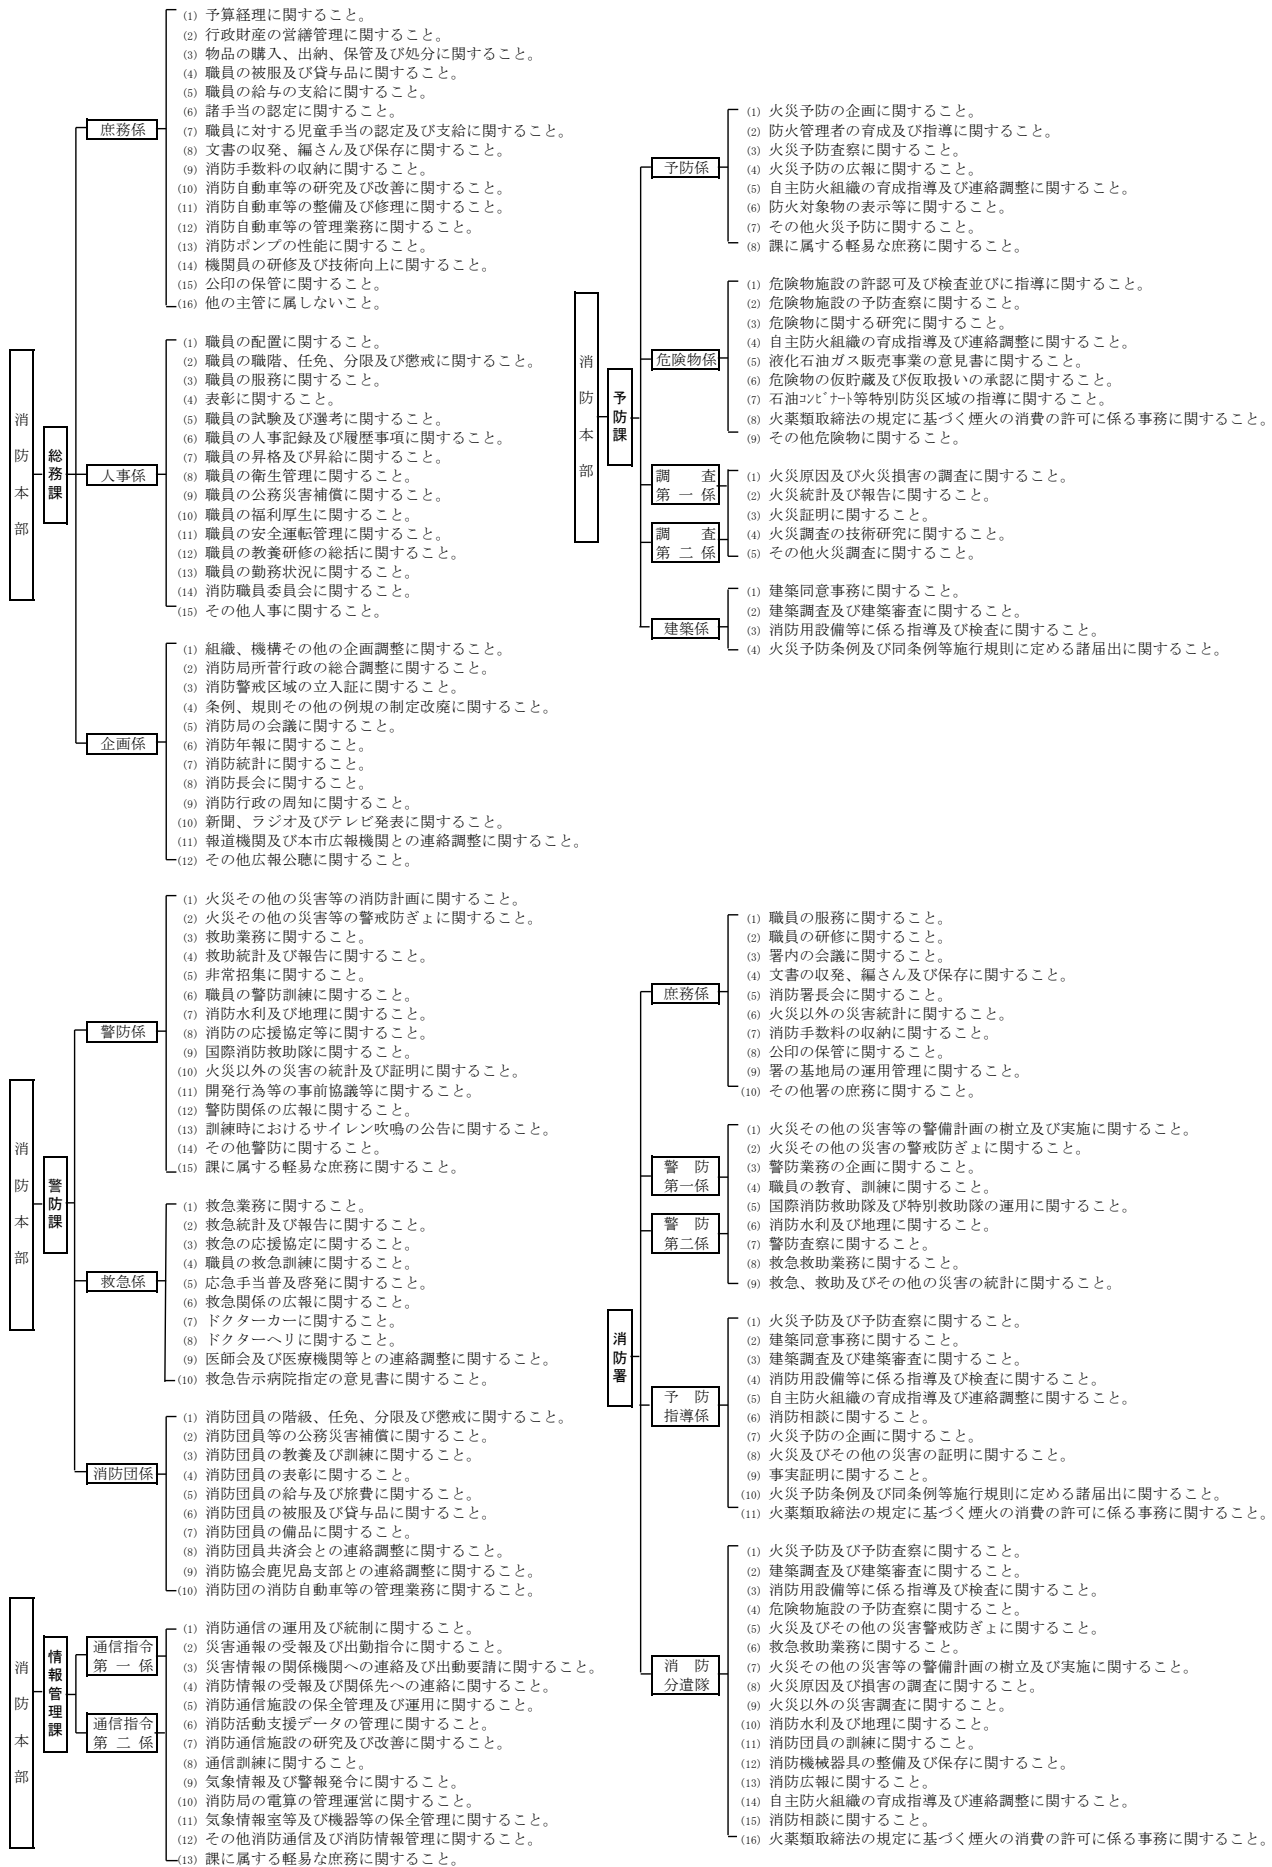 消防本部
総務課
庶務係
(1) 予算経理に関すること。
(2) 行政財産の営繕管理に関すること。
(3) 物品の購入、出納、保管及び処分に関すること。
(4) 職員の被服及び貸与品に関すること。
(5) 職員の給与の支給に関すること。
(6) 諸手当の認定に関すること。
(7) 職員に対する児童手当の認定及び支給に関すること。
(8) 文書の収発、編さん及び保存に関すること。
(9) 消防手数料の収納に関すること。
(10) 消防自動車等の研究及び改善に関すること。
(11) 消防自動車等の整備及び修理に関すること。
(12) 消防自動車等の管理業務に関すること。
(13) 消防ポンプの性能に関すること。
(14) 機関員の研修及び技術向上に関すること。
(15) 公印の保管に関すること。
(16) 他の主管に属しないこと。
人事係
(1) 職員の配置に関すること。
(2) 職員の職階、任免、分限及び懲戒に関すること。
(3) 職員の服務に関すること。
(4) 表彰に関すること。
(5) 職員の試験及び選考に関すること。
(6) 職員の人事記録及び履歴事項に関すること。
(7) 職員の昇格及び昇給に関すること。
(8) 職員の衛生管理に関すること。
(9) 職員の公務災害補償に関すること。
(10) 職員の福利厚生に関すること。
(11) 職員の安全運転管理に関すること。
(12) 職員の教養研修の総括に関すること。
(13) 職員の勤務状況に関すること。
(14) 消防職員委員会に関すること。
(15) その他人事に関すること。
企画係
(1) 組織、機構その他の企画調整に関すること。
(2) 消防局所菅行政の総合調整に関すること。
(3) 消防警戒区域の立入証に関すること。
(4) 条例、規則その他の例規の制定改廃に関すること。
(5) 消防局の会議に関すること。
(6) 消防年報に関すること。
(7) 消防統計に関すること。
(8) 消防長会に関すること。
(9) 消防行政の周知に関すること。
(10) 新聞、ラジオ及びテレビ発表に関すること。
(11) 報道機関及び本市広報機関との連絡調整に関すること。
(12) その他広報公聴に関すること。
消防本部
予防課
予防係
(1) 火災予防の企画に関すること。
(2) 防火管理者の育成及び指導に関すること。
(3) 火災予防査察に関すること。
(4) 火災予防の広報に関すること。
(5) 自主防火組織の育成指導及び連絡調整に関すること。
(6) 防火対象物の表示等に関すること。
(7) その他火災予防に関すること。
(8) 課に属する軽易な庶務に関すること。
危険物係
(1) 危険物施設の許認可及び検査並びに指導に関すること。
(2) 危険物施設の予防査察に関すること。
(3) 危険物に関する研究に関すること。
(4) 自主防火組織の育成指導及び連絡調整に関すること。
(5) 液化石油ガス販売事業の意見書に関すること。
(6) 危険物の仮貯蔵及び仮取扱いの承認に関すること。
(7) 石油ｺﾝﾋﾞﾅｰﾄ等特別防災区域の指導に関すること。
(8) 火薬類取締法の規定に基づく煙火の消費の許可に係る事務に関すること。
(9) その他危険物に関すること。
調査
第一係
調査
第二係
(1) 火災原因及び火災損害の調査に関すること。
(2) 火災統計及び報告に関すること。
(3) 火災証明に関すること。
(4) 火災調査の技術研究に関すること。
(5) その他火災調査に関すること。
建築係
(1) 建築同意事務に関すること。
(2) 建築調査及び建築審査に関すること。
(3) 消防用設備等に係る指導及び検査に関すること。
(4) 火災予防条例及び同条例等施行規則に定める諸届出に関すること。
消防本部
警防課
警防係
(1) 火災その他の災害等の消防計画に関すること。
(2) 火災その他の災害等の警戒防ぎょに関すること。
(3) 救助業務に関すること。
(4) 救助統計及び報告に関すること。
(5) 非常招集に関すること。
(6) 職員の警防訓練に関すること。
(7) 消防水利及び地理に関すること。
(8) 消防の応援協定等に関すること。
(9) 国際消防救助隊に関すること。
(10) 火災以外の災害の統計及び証明に関すること。
(11) 開発行為等の事前協議等に関すること。
(12) 警防関係の広報に関すること。
(13) 訓練時におけるサイレン吹鳴の公告に関すること。
(14) その他警防に関すること。
(15) 課に属する軽易な庶務に関すること。
救急係
(1) 救急業務に関すること。
(2) 救急統計及び報告に関すること。
(3) 救急の応援協定に関すること。
(4) 職員の救急訓練に関すること。
(5) 応急手当普及啓発に関すること。
(6) 救急関係の広報に関すること。
(7) ドクターカーに関すること。
(8) ドクターヘリに関すること。
(9) 医師会及び医療機関等との連絡調整に関すること。
(10) 救急告示病院指定の意見書に関すること。
消防団係
(1) 消防団員の階級、任免、分限及び懲戒に関すること。
(2) 消防団員等の公務災害補償に関すること。
(3) 消防団員の教養及び訓練に関すること。
(4) 消防団員の表彰に関すること。
(5) 消防団員の給与及び旅費に関すること。
(6) 消防団員の被服及び貸与品に関すること。
(7) 消防団員の備品に関すること。
(8) 消防団員共済会との連絡調整に関すること。
(9) 消防協会鹿児島支部との連絡調整に関すること。
(10) 消防団の消防自動車等の管理業務に関すること。
消防本部
情報管理課
通信指令
第一係
通信指令
第二係
(1) 消防通信の運用及び統制に関すること。
(2) 災害通報の受報及び出動指令に関すること。
(3) 災害情報の関係機関への連絡及び出動要請に関すること。
(4) 消防情報の受報及び関係先への連絡に関すること。
(5) 消防通信施設の保全管理及び運用に関すること。
(6) 消防活動支援データの管理に関すること。
(7) 消防通信施設の研究及び改善に関すること。
(8) 通信訓練に関すること。
(9) 気象情報及び警報発令に関すること。
(10) 消防局の電算の管理運営に関すること。
(11) 気象情報室等及び機器等の保全管理に関すること。
(12) その他消防通信及び消防情報管理に関すること。
(13) 課に属する軽易な庶務に関すること。
消防署
庶務係
(1) 職員の服務に関すること。
(2) 職員の研修に関すること。
(3) 署内の会議に関すること。
(4) 文書の収発、編さん及び保存に関すること。
(5) 消防署長会に関すること。
(6) 火災以外の災害統計に関すること。
(7) 消防手数料の収納に関すること。
(8) 公印の保管に関すること。
(9) 署の基地局の運用管理に関すること。
(10) その他署の庶務に関すること。
警防
第一係
警防
第二係
(1) 火災その他の災害等の警備計画の樹立及び実施に関すること。
(2) 火災その他の災害の警戒防ぎょに関すること。
(3) 警防業務の企画に関すること。
(4) 職員の教育、訓練に関すること。
(5) 国際消防救助隊及び特別救助隊の運用に関すること。
(6) 消防水利及び地理に関すること。
(7) 警防査察に関すること。
(8) 救急救助業務に関すること。
(9) 救急、救助及びその他の災害の統計に関すること。
予防
指導係
(1) 火災予防及び予防査察に関すること。
(2) 建築同意事務に関すること。
(3) 建築調査及び建築審査に関すること。
(4) 消防用設備等に係る指導及び検査に関すること。
(5) 自主防火組織の育成指導及び連絡調整に関すること。
(6) 消防相談に関すること。
(7) 火災予防の企画に関すること。
(8) 火災及びその他の災害の証明に関すること。
(9) 事実証明に関すること。
(10) 火災予防条例及び同条例等施行規則に定める諸届出に関すること。
(11) 火薬類取締法の規定に基づく煙火の消費の許可に係る事務に関すること。
消防
分遣隊
(1) 火災予防及び予防査察に関すること。
(2) 建築調査及び建築審査に関すること。
(3) 消防用設備等に係る指導及び検査に関すること。
(4) 危険物施設の予防査察に関すること。
(5) 火災及びその他の災害警戒防ぎょに関すること。
(6) 救急救助業務に関すること。
(7) 火災その他の災害等の警備計画の樹立及び実施に関すること。
(8) 火災原因及び損害の調査に関すること。
(9) 火災以外の災害調査に関すること。
(10) 消防水利及び地理に関すること。
(11) 消防団員の訓練に関すること。
(12) 消防機械器具の整備及び保存に関すること。
(13) 消防広報に関すること。
(14) 自主防火組織の育成指導及び連絡調整に関すること。
(15) 消防相談に関すること。
(16) 火薬類取締法の規定に基づく煙火の消費の許可に係る事務に関すること。